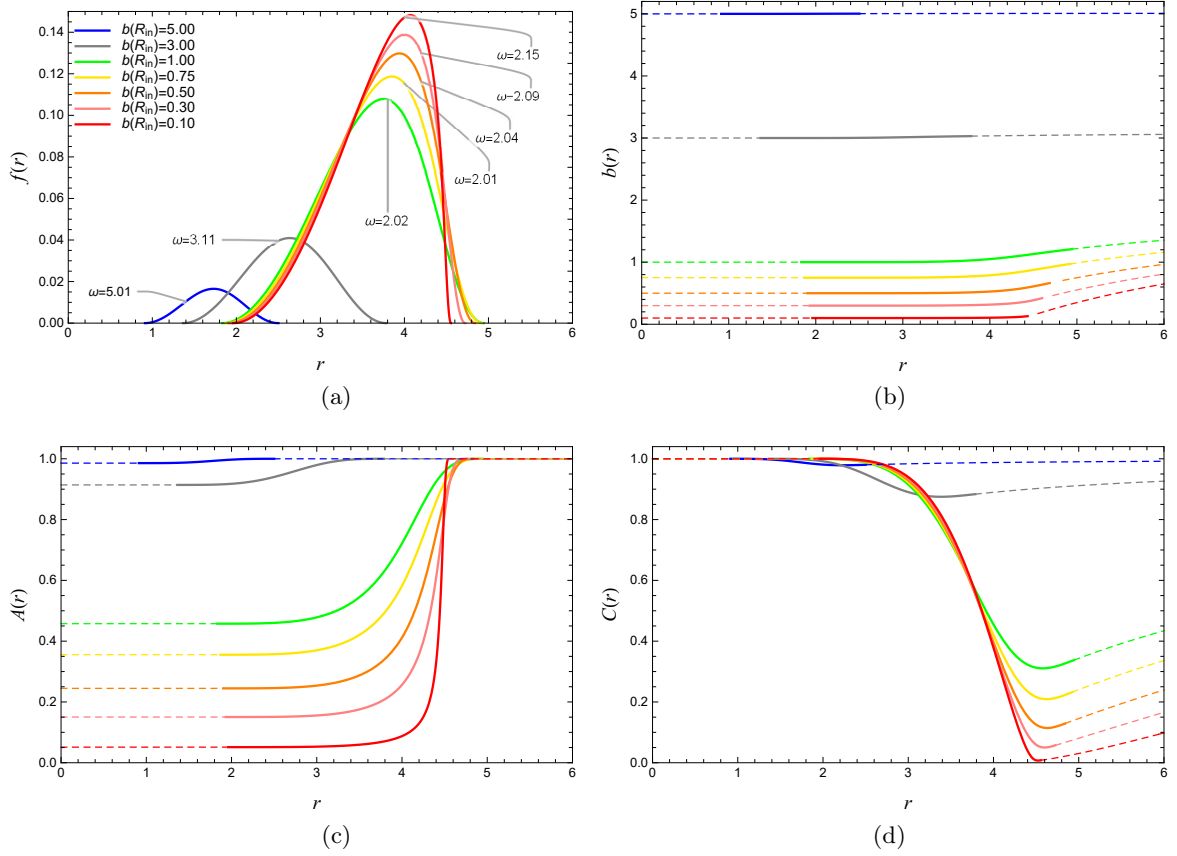 b(R_in)=5.00
b(R_in)=3.00
b(R_in)=1.00
b(R_in)=0.75
b(R_in)=0.50
b(R_in)=0.30
b(R_in)=0.10
ω=2.15
ω−2.09
ω=2.04
ω=2.01
ω=2.02
ω=3.11
ω=5.01
0.14
0.12
0.10
0.08
0.06
0.04
0.02
0.00
f(r)
0 1 2 3 4 5 6
r
(a)
5
4
3
2
1
0
b(r)
0 1 2 3 4 5 6
r
(b)
1.0
0.8
0.6
0.4
0.2
0.0
A(r)
0 1 2 3 4 5 6
r
(c)
1.0
0.8
0.6
0.4
0.2
0.0
C(r)
0 1 2 3 4 5 6
r
(d)